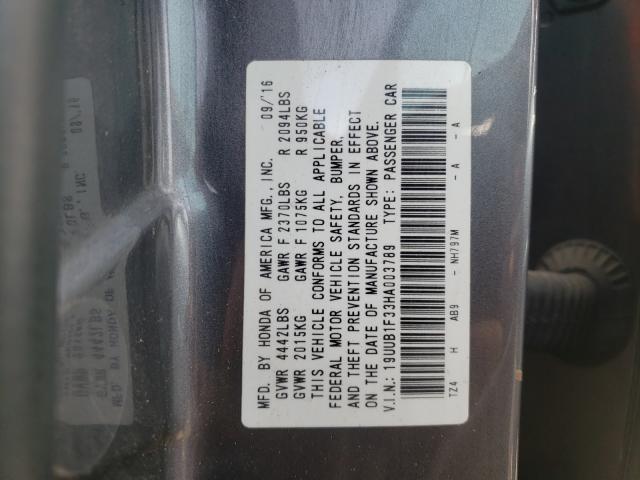 MFD. BY HONDA OF AMERICA MFG., INC. 09/'16
GVWR 4442LBS GAWR F 2370LBS R 2094LBS
GVWR 2015KG GAWR F 1075KG R 950KG
THIS VEHICLE CONFORMS TO ALL APPLICABLE
FEDERAL MOTOR VEHICLE SAFETY, BUMPER,
AND THEFT PREVENTION STANDARDS IN EFFECT
ON THE DATE OF MANUFACTURE SHOWN ABOVE.
V.I.N.: 19UUB1F33HA003789 TYPE: PASSENGER CAR
TZ4 H AB9 - NH797M - A - A